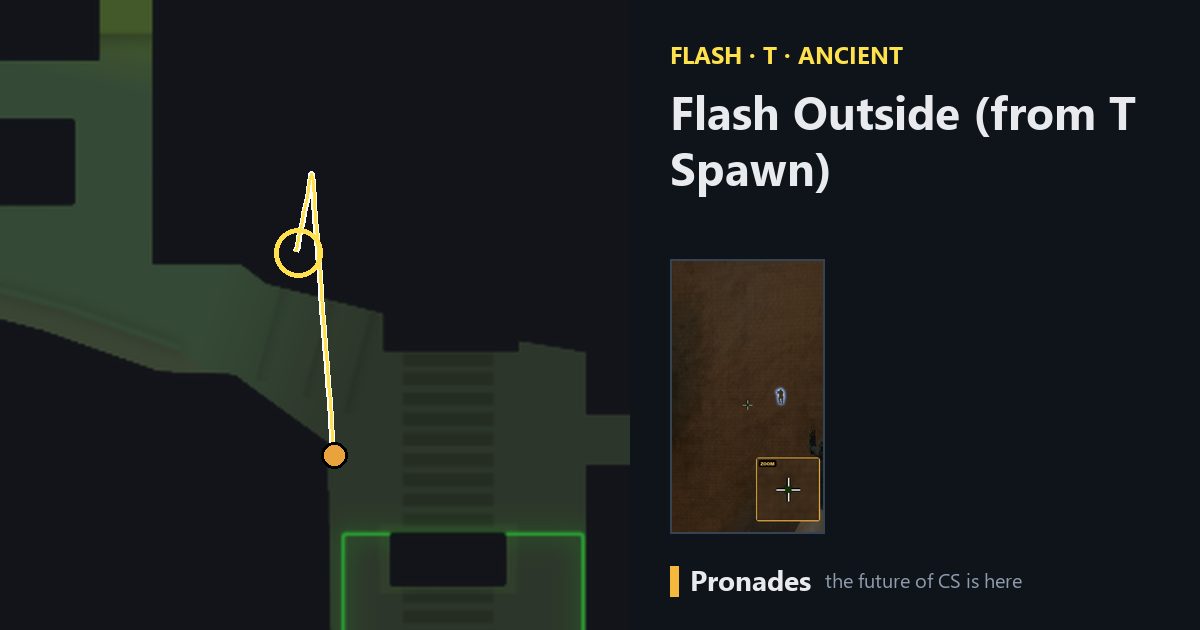 FLASH · T · ANCIENT
Flash Outside (from T
Spawn)
ZOOM
Pronades the future of CS is here